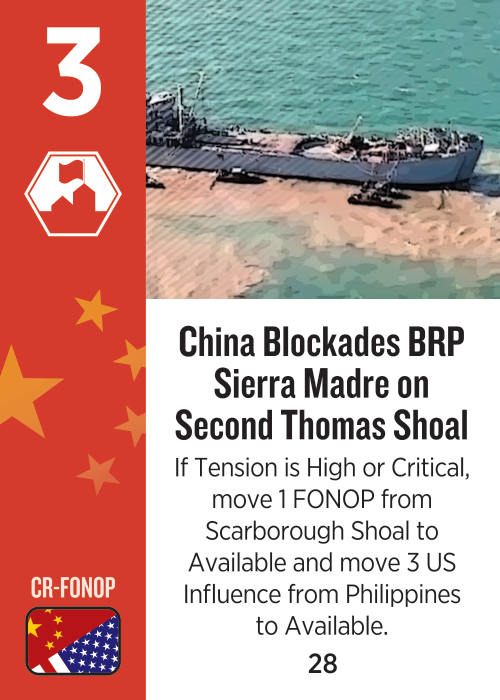 3
China Blockades BRP
Sierra Madre on
Second Thomas Shoal
If Tension is High or Critical,
move 1 FONOP from
Scarborough Shoal to
Available and move 3 US
Influence from Philippines
to Available.
CR-FONOP
28